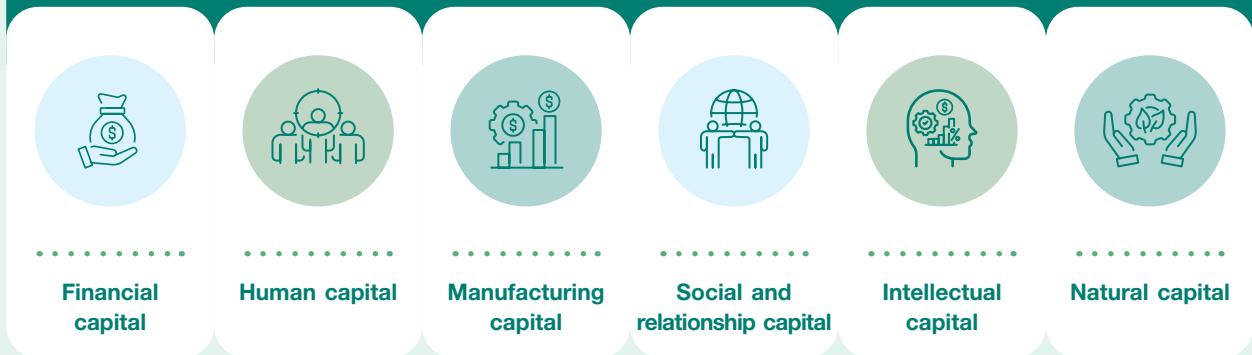 Financial
capital
Human capital
Manufacturing
capital
Social and
relationship capital
Intellectual
capital
Natural capital